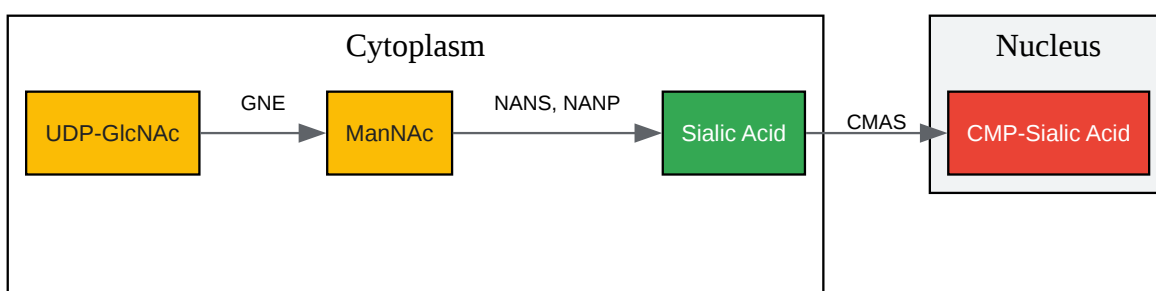 Cytoplasm
Nucleus
GNE
NANS, NANP
CMAS
UDP-GlcNAc
ManNAc
Sialic Acid
CMP-Sialic Acid